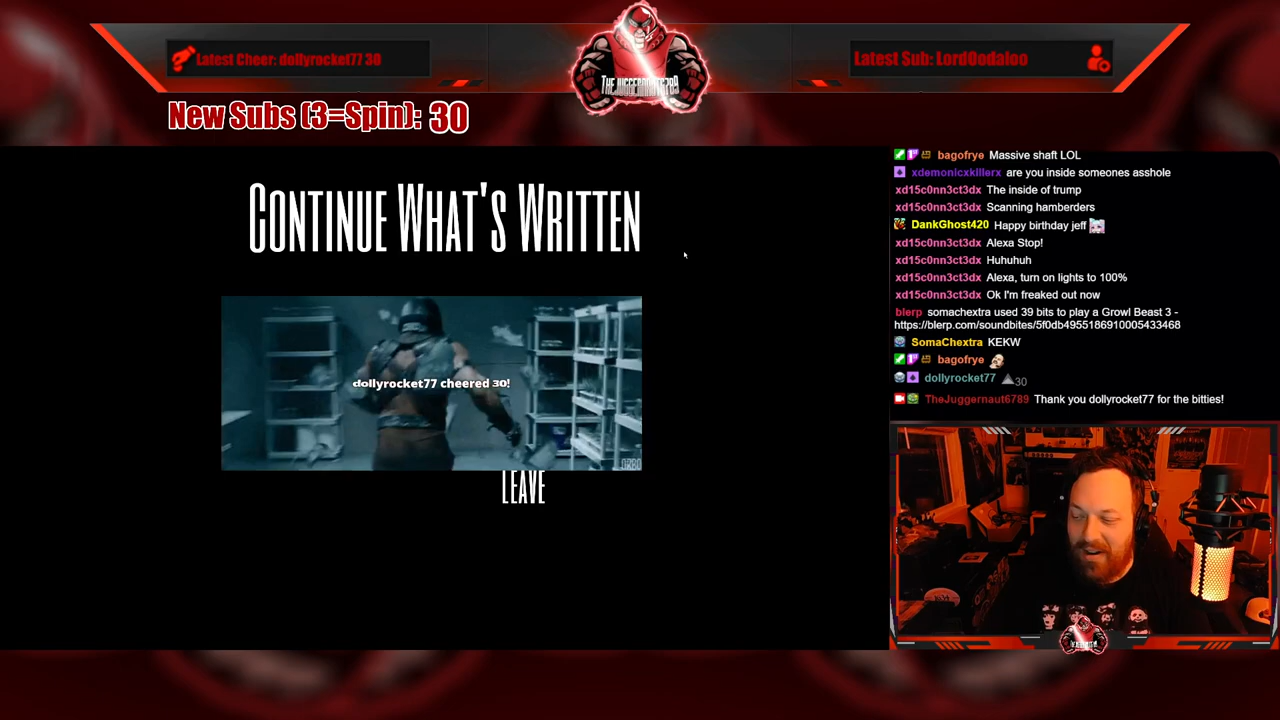 Latest Cheer: dollyrocket77 30
THEJUGGERNAUT6789
Latest Sub: LordOodaloo
New Subs (3=Spin): 30
CONTINUE WHAT'S WRITTEN
dollyrocket77 cheered 30!
LEAVE
bagofrye Massive shaft LOL
xdemonicxkillerx are you inside someones asshole
xd15c0nn3ct3dx The inside of trump
xd15c0nn3ct3dx Scanning hamberders
DankGhost420 Happy birthday jeff
xd15c0nn3ct3dx Alexa Stop!
xd15c0nn3ct3dx Huhuhuh
xd15c0nn3ct3dx Alexa, turn on lights to 100%
xd15c0nn3ct3dx Ok I'm freaked out now
blerp somachextra used 39 bits to play a Growl Beast 3 -
https://blerp.com/soundbites/5f0db4955186910005433468
SomaChextra KEKW
bagofrye
dollyrocket77 30
TheJuggernaut6789 Thank you dollyrocket77 for the bitties!